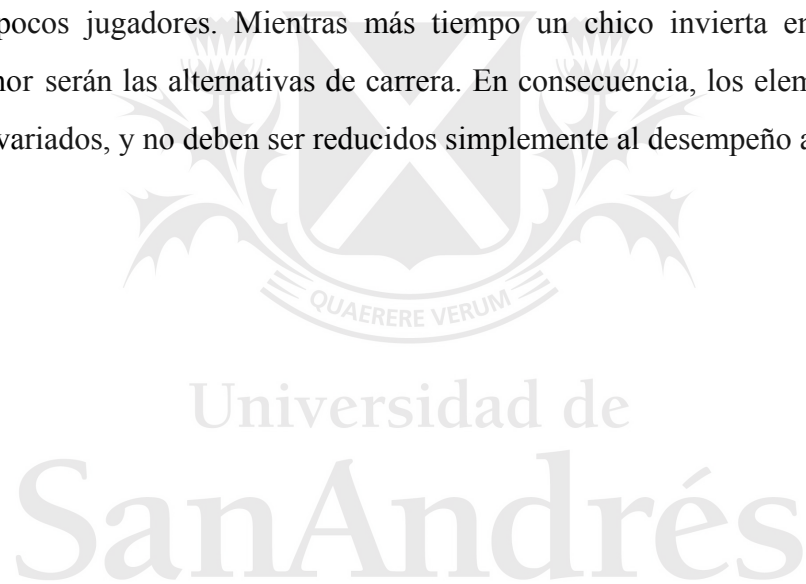 pocos jugadores. Mientras más tiempo un chico invierta en
nor serán las alternativas de carrera. En consecuencia, los elem
variados, y no deben ser reducidos simplemente al desempeño a
QUAERERE VERUM
Universidad de
SanAndrés